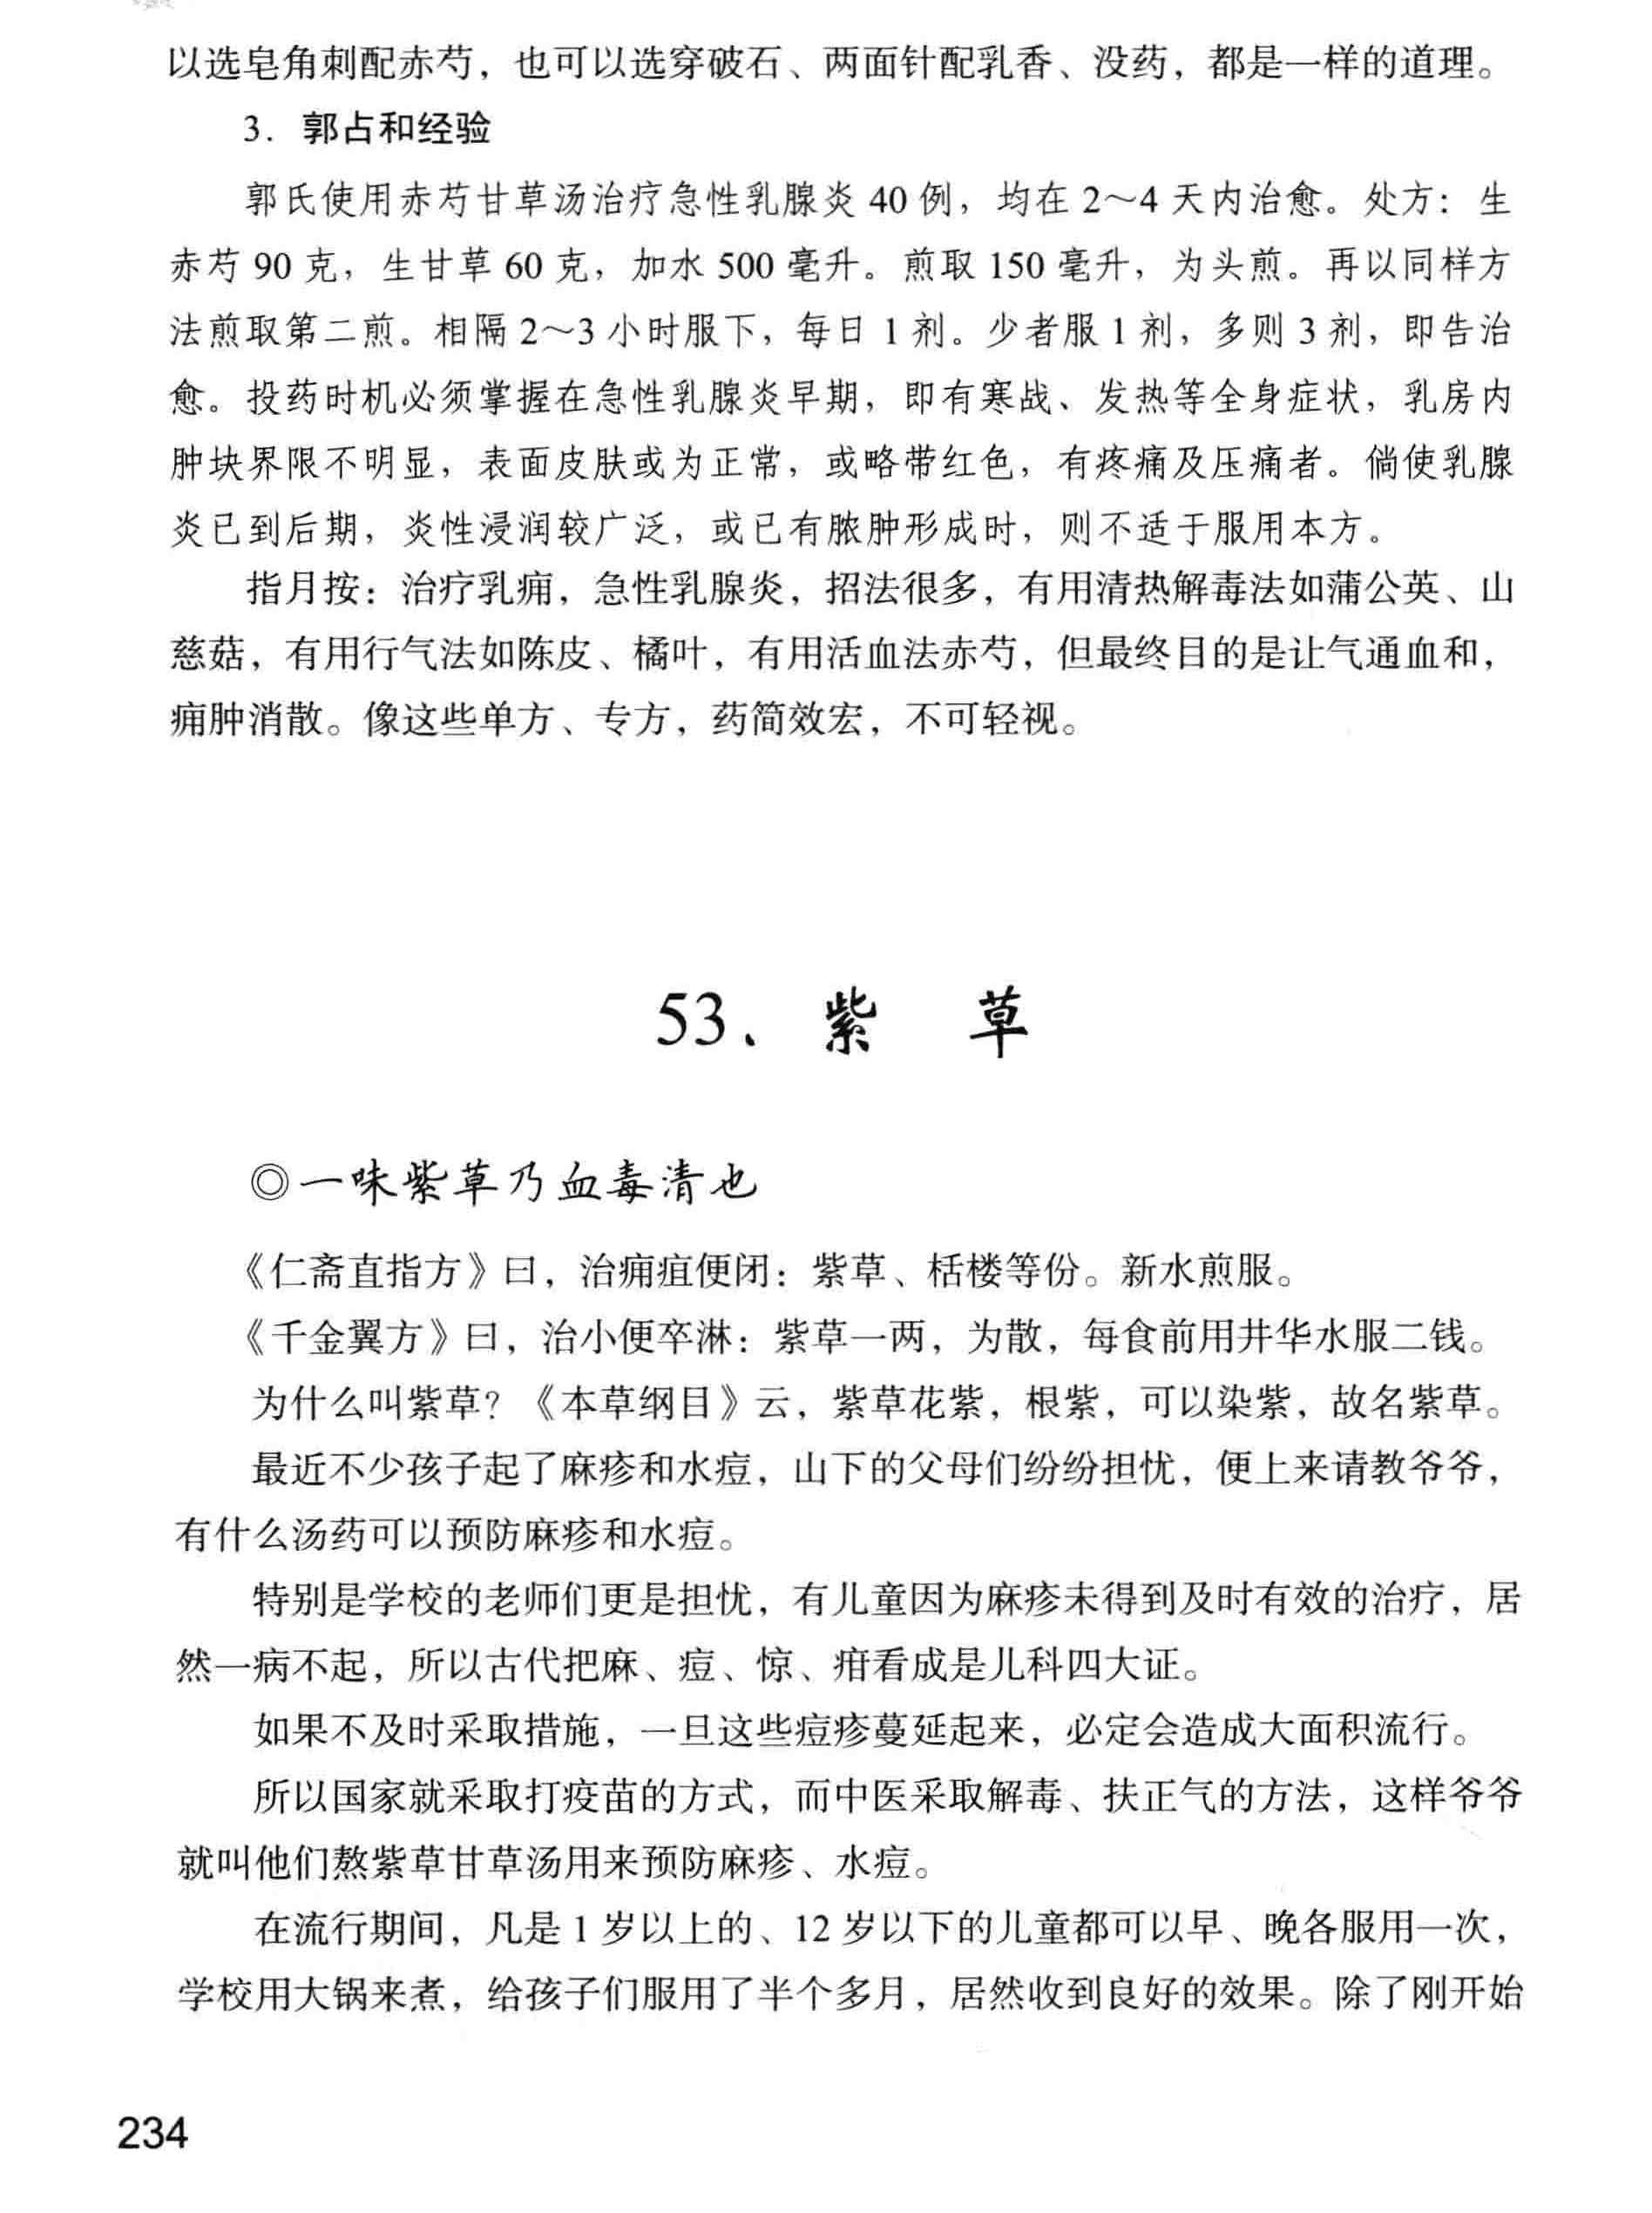 以选皂角刺配赤芍，也可以选穿破石、两面针配乳香、没药，都是一样的道理。
3．郭占和经验
郭氏使用赤芍甘草汤治疗急性乳腺炎 40 例，均在 2～4 天内治愈。处方：生
赤芍 90 克，生甘草 60 克，加水 500 毫升。煎取 150 毫升，为头煎。再以同样方
法煎取第二煎。相隔 2～3 小时服下，每日 1 剂。少者服 1 剂，多则 3 剂，即告治
愈。投药时机必须掌握在急性乳腺炎早期，即有寒战、发热等全身症状，乳房内
肿块界限不明显，表面皮肤或为正常，或略带红色，有疼痛及压痛者。倘使乳腺
炎已到后期，炎性浸润较广泛，或已有脓肿形成时，则不适于服用本方。
指月按：治疗乳痈，急性乳腺炎，招法很多，有用清热解毒法如蒲公英、山
慈菇，有用行气法如陈皮、橘叶，有用活血法赤芍，但最终目的是让气通血和，
痈肿消散。像这些单方、专方，药简效宏，不可轻视。
53、紫 草
◎一味紫草乃血毒清也
《仁斋直指方》曰，治痈疽便闭：紫草、栝楼等份。新水煎服。
《千金翼方》曰，治小便卒淋：紫草一两，为散，每食前用井华水服二钱。
为什么叫紫草？《本草纲目》云，紫草花紫，根紫，可以染紫，故名紫草。
最近不少孩子起了麻疹和水痘，山下的父母们纷纷担忧，便上来请教爷爷，
有什么汤药可以预防麻疹和水痘。
特别是学校的老师们更是担忧，有儿童因为麻疹未得到及时有效的治疗，居
然一病不起，所以古代把麻、痘、惊、疳看成是儿科四大证。
如果不及时采取措施，一旦这些痘疹蔓延起来，必定会造成大面积流行。
所以国家就采取打疫苗的方式，而中医采取解毒、扶正气的方法，这样爷爷
就叫他们熬紫草甘草汤用来预防麻疹、水痘。
在流行期间，凡是 1 岁以上的、12 岁以下的儿童都可以早、晚各服用一次，
学校用大锅来煮，给孩子们服用了半个多月，居然收到良好的效果。除了刚开始
234